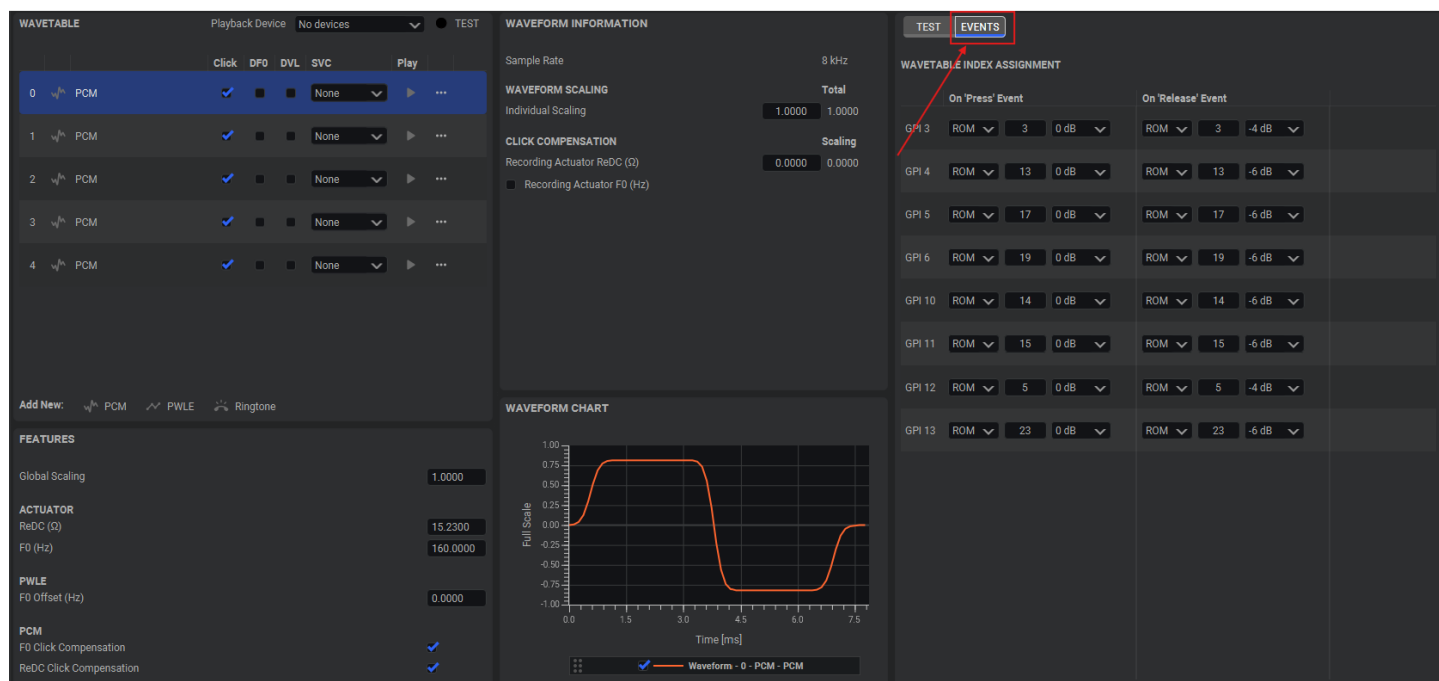 WAVETABLE
Playback Device No devices TEST
Click DF0 DVL SVC Play
0 PCM None ...
1 PCM None ...
2 PCM None ...
3 PCM None ...
4 PCM None ...
Add New: PCM PWLE Ringtone
FEATURES
Global Scaling 1.0000
ACTUATOR
ReDC (Ω) 15.2300
F0 (Hz) 160.0000
PWLE
F0 Offset (Hz) 0.0000
PCM
F0 Click Compensation
ReDC Click Compensation
WAVEFORM INFORMATION
Sample Rate 8 kHz
WAVEFORM SCALING Total
Individual Scaling 1.0000 1.0000
CLICK COMPENSATION Scaling
Recording Actuator ReDC (Ω) 0.0000 0.0000
Recording Actuator F0 (Hz)
WAVEFORM CHART
1.00
0.75
0.50
0.25
0.00
-0.25
-0.50
-0.75
-1.00
Full Scale
0.0 1.5 3.0 4.5 6.0 7.5
Time [ms]
Waveform - 0 - PCM - PCM
TEST EVENTS
WAVETABLE INDEX ASSIGNMENT
On 'Press' Event On 'Release' Event
GPI 3 ROM 3 0 dB ROM 3 -4 dB
GPI 4 ROM 13 0 dB ROM 13 -6 dB
GPI 5 ROM 17 0 dB ROM 17 -6 dB
GPI 6 ROM 19 0 dB ROM 19 -6 dB
GPI 10 ROM 14 0 dB ROM 14 -6 dB
GPI 11 ROM 15 0 dB ROM 15 -6 dB
GPI 12 ROM 5 0 dB ROM 5 -4 dB
GPI 13 ROM 23 0 dB ROM 23 -6 dB